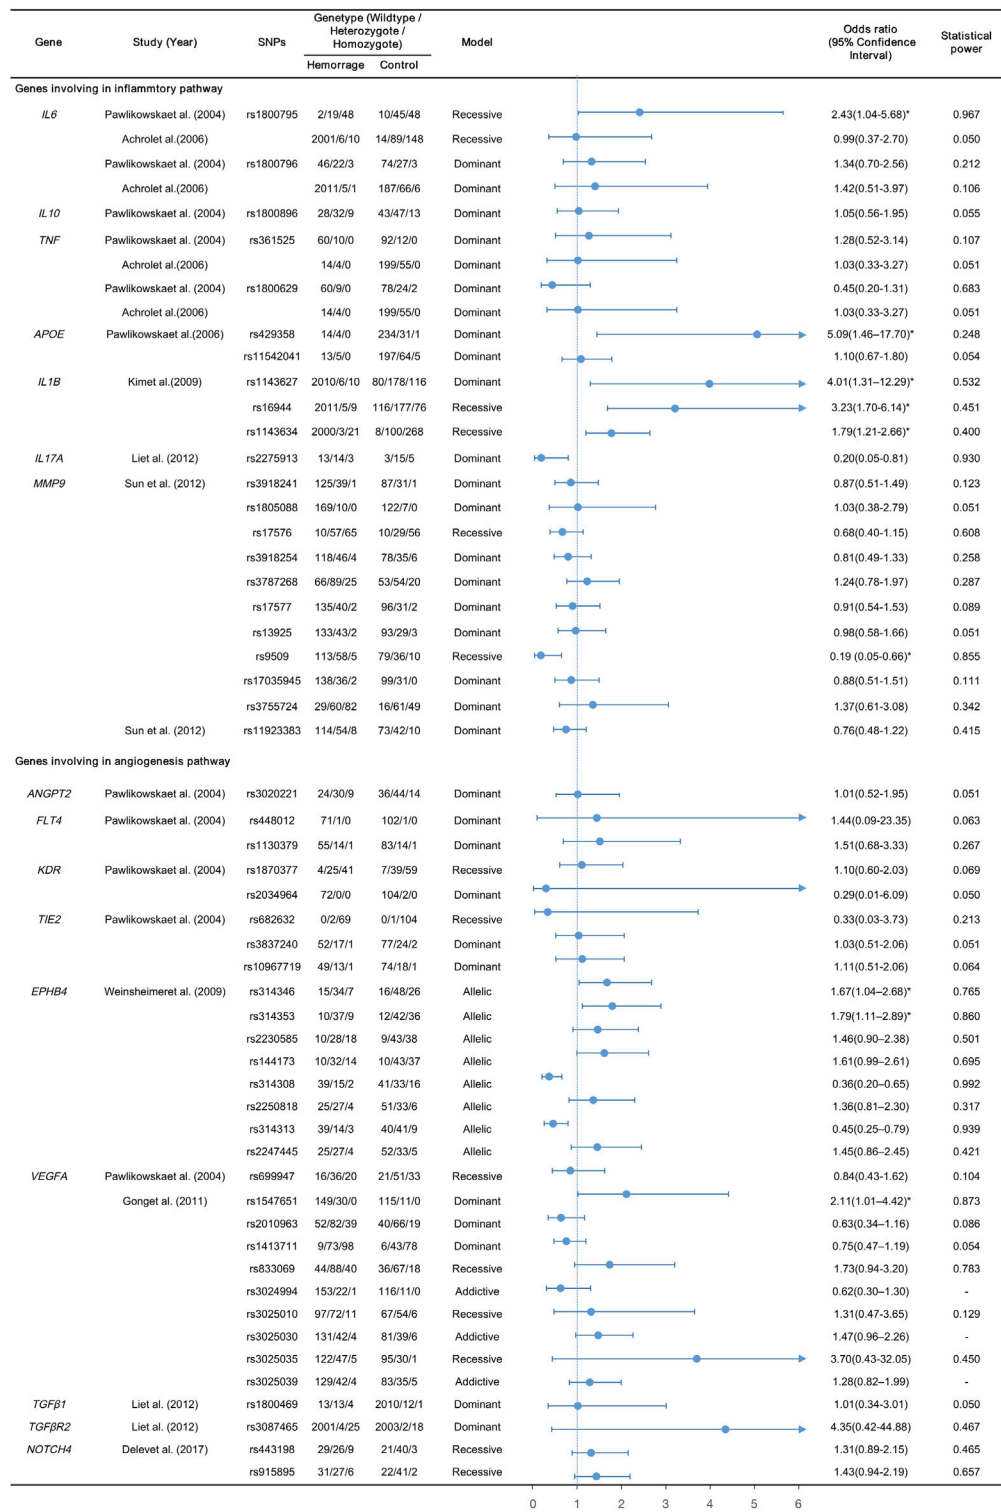 Gene Study (Year) SNPs Genetype (Wildtype / Heterozygote / Homozygote) Model Odds ratio (95% Confidence Interval) Statistical power
Hemorrage Control
Genes involving in inflammtory pathway
IL6 Pawlikowskaet al. (2004) rs1800795 2/19/48 10/45/48 Recessive 2.43(1.04-5.68)* 0.967
Achrolet al.(2006) 2001/6/10 14/89/148 Recessive 0.99(0.37-2.70) 0.050
Pawlikowskaet al. (2004) rs1800796 46/22/3 74/27/3 Dominant 1.34(0.70-2.56) 0.212
Achrolet al.(2006) 2011/5/1 187/66/6 Dominant 1.42(0.51-3.97) 0.106
IL10 Pawlikowskaet al. (2004) rs1800896 28/32/9 43/47/13 Dominant 1.05(0.56-1.95) 0.055
TNF Pawlikowskaet al. (2004) rs361525 60/10/0 92/12/0 Dominant 1.28(0.52-3.14) 0.107
Achrolet al.(2006) 14/4/0 199/55/0 Dominant 1.03(0.33-3.27) 0.051
Pawlikowskaet al. (2004) rs1800629 60/9/0 78/24/2 Dominant 0.45(0.20-1.31) 0.683
Achrolet al.(2006) 14/4/0 199/55/0 Dominant 1.03(0.33-3.27) 0.051
APOE Pawlikowskaet al.(2006) rs429358 14/4/0 234/31/1 Dominant 5.09(1.46–17.70)* 0.248
rs11542041 13/5/0 197/64/5 Dominant 1.10(0.67-1.80) 0.054
IL1B Kimet al.(2009) rs1143627 2010/6/10 80/178/116 Dominant 4.01(1.31–12.29)* 0.532
rs16944 2011/5/9 116/177/76 Recessive 3.23(1.70-6.14)* 0.451
rs1143634 2000/3/21 8/100/268 Recessive 1.79(1.21-2.66)* 0.400
IL17A Liet al. (2012) rs2275913 13/14/3 3/15/5 Dominant 0.20(0.05-0.81) 0.930
MMP9 Sun et al. (2012) rs3918241 125/39/1 87/31/1 Dominant 0.87(0.51-1.49) 0.123
rs1805088 169/10/0 122/7/0 Dominant 1.03(0.38-2.79) 0.051
rs17576 10/57/65 10/29/56 Recessive 0.68(0.40-1.15) 0.608
rs3918254 118/46/4 78/35/6 Dominant 0.81(0.49-1.33) 0.258
rs3787268 66/89/25 53/54/20 Dominant 1.24(0.78-1.97) 0.287
rs17577 135/40/2 96/31/2 Dominant 0.91(0.54-1.53) 0.089
rs13925 133/43/2 93/29/3 Dominant 0.98(0.58-1.66) 0.051
rs9509 113/58/5 79/36/10 Recessive 0.19 (0.05-0.66)* 0.855
rs17035945 138/36/2 99/31/0 Dominant 0.88(0.51-1.51) 0.111
rs3755724 29/60/82 16/61/49 Dominant 1.37(0.61-3.08) 0.342
Sun et al. (2012) rs11923383 114/54/8 73/42/10 Dominant 0.76(0.48-1.22) 0.415
Genes involving in angiogenesis pathway
ANGPT2 Pawlikowskaet al. (2004) rs3020221 24/30/9 36/44/14 Dominant 1.01(0.52-1.95) 0.051
FLT4 Pawlikowskaet al. (2004) rs448012 71/1/0 102/1/0 Dominant 1.44(0.09-23.35) 0.063
rs1130379 55/14/1 83/14/1 Dominant 1.51(0.68-3.33) 0.267
KDR Pawlikowskaet al. (2004) rs1870377 4/25/41 7/39/59 Recessive 1.10(0.60-2.03) 0.069
rs2034964 72/0/0 104/2/0 Dominant 0.29(0.01-6.09) 0.050
TIE2 Pawlikowskaet al. (2004) rs682632 0/2/69 0/1/104 Recessive 0.33(0.03-3.73) 0.213
rs3837240 52/17/1 77/24/2 Dominant 1.03(0.51-2.06) 0.051
rs10967719 49/13/1 74/18/1 Dominant 1.11(0.51-2.06) 0.064
EPHB4 Weinsheimeret al. (2009) rs314346 15/34/7 16/48/26 Allelic 1.67(1.04–2.68)* 0.765
rs314353 10/37/9 12/42/36 Allelic 1.79(1.11–2.89)* 0.860
rs2230585 10/28/18 9/43/38 Allelic 1.46(0.90–2.38) 0.501
rs144173 10/32/14 10/43/37 Allelic 1.61(0.99–2.61) 0.695
rs314308 39/15/2 41/33/16 Allelic 0.36(0.20–0.65) 0.992
rs2250818 25/27/4 51/33/6 Allelic 1.36(0.81–2.30) 0.317
rs314313 39/14/3 40/41/9 Allelic 0.45(0.25–0.79) 0.939
rs2247445 25/27/4 52/33/5 Allelic 1.45(0.86–2.45) 0.421
VEGFA Pawlikowskaet al. (2004) rs699947 16/36/20 21/51/33 Recessive 0.84(0.43-1.62) 0.104
Gonget al. (2011) rs1547651 149/30/0 115/11/0 Dominant 2.11(1.01–4.42)* 0.873
rs2010963 52/82/39 40/66/19 Dominant 0.63(0.34–1.16) 0.086
rs1413711 9/73/98 6/43/78 Dominant 0.75(0.47–1.19) 0.054
rs833069 44/88/40 36/67/18 Recessive 1.73(0.94-3.20) 0.783
rs3024994 153/22/1 116/11/0 Addictive 0.62(0.30–1.30) -
rs3025010 97/72/11 67/54/6 Recessive 1.31(0.47-3.65) 0.129
rs3025030 131/42/4 81/39/6 Addictive 1.47(0.96–2.26) -
rs3025035 122/47/5 95/30/1 Recessive 3.70(0.43-32.05) 0.450
rs3025039 129/42/4 83/35/5 Addictive 1.28(0.82–1.99) -
TGFβ1 Liet al. (2012) rs1800469 13/13/4 2010/12/1 Dominant 1.01(0.34-3.01) 0.050
TGFβR2 Liet al. (2012) rs3087465 2001/4/25 2003/2/18 Dominant 4.35(0.42-44.88) 0.467
NOTCH4 Delevet al. (2017) rs443198 29/26/9 21/40/3 Recessive 1.31(0.89-2.15) 0.465
rs915895 31/27/6 22/41/2 Recessive 1.43(0.94-2.19) 0.657
0 1 2 3 4 5 6